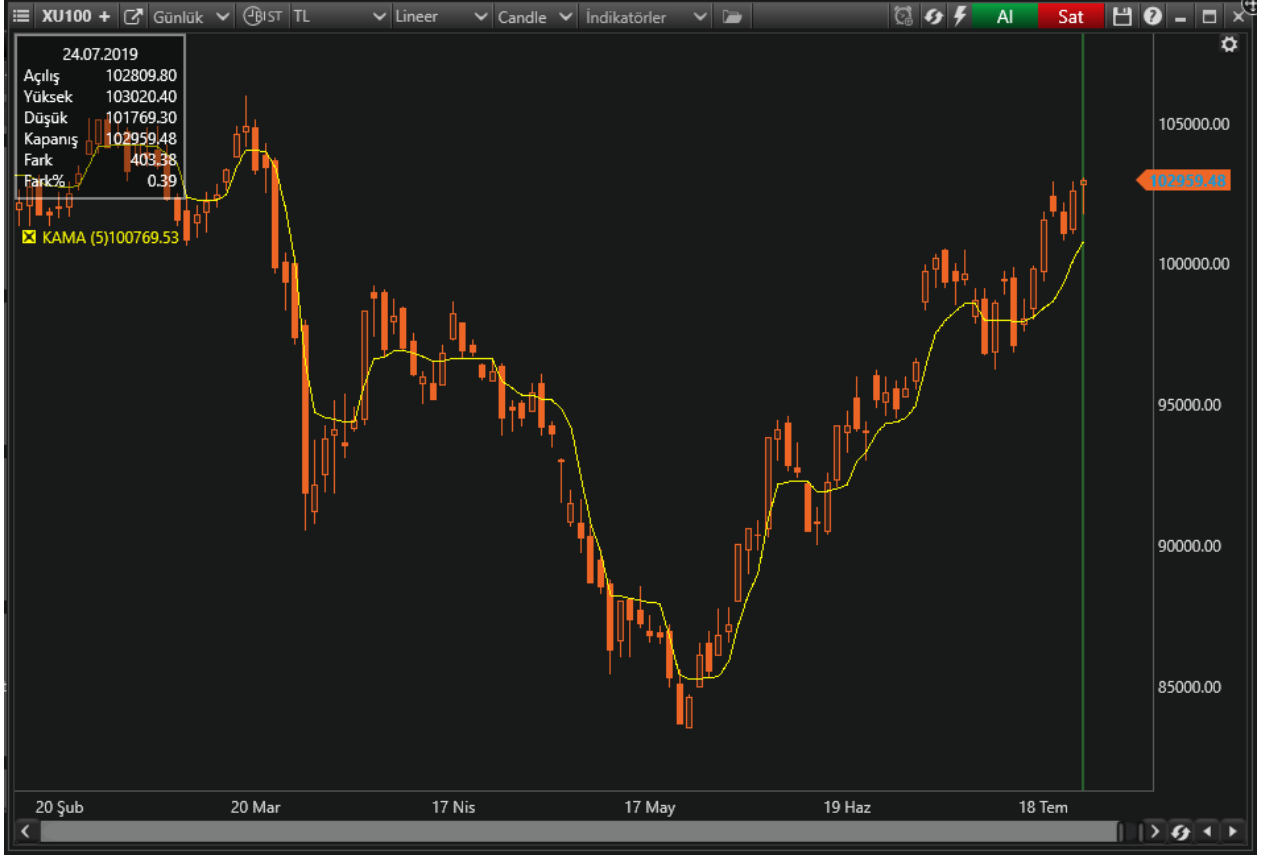 XU100 + Günlük BIST TL Lineer Candle İndikatörler Al Sat
24.07.2019
Açılış 102809.80
Yüksek 103020.40
Düşük 101769.30
Kapanış 102959.48
Fark 403.38
Fark% 0.39
KAMA (5)100769.53
105000.00
102959.48
100000.00
95000.00
90000.00
85000.00
20 Şub 20 Mar 17 Nis 17 May 19 Haz 18 Tem